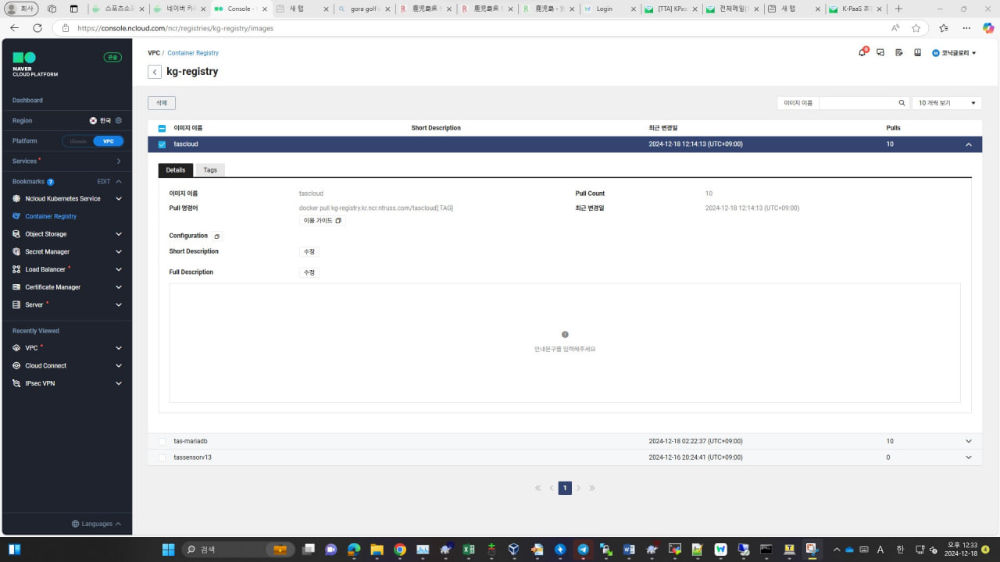 회사
스포츠소
네이버 카
Console -
새 탭
gora golf c
鹿児島県
鹿児島県
鹿児島
Login
[TTA] KPac
전체메일(
새 탭
K-PaaS 호
https://console.ncloud.com/ncr/registries/kg-registry/images
NAVER
CLOUD PLATFORM
콘솔
Dashboard
Region 한국
Platform Classic VPC
Services
Bookmarks 7 EDIT
Ncloud Kubernetes Service
Container Registry
Object Storage
Secret Manager
Load Balancer
Certificate Manager
Server
Recently Viewed
VPC
Cloud Connect
IPsec VPN
Languages
VPC / Container Registry
코닉글로리
kg-registry
삭제 이미지 이름 10 개씩 보기
이미지 이름 Short Description 최근 변경일 Pulls
tascloud 2024-12-18 12:14:13 (UTC+09:00) 10
Details Tags
이미지 이름 tascloud Pull Count 10
Pull 명령어 docker pull kg-registry.kr.ncr.ntruss.com/tascloud[:TAG] 최근 변경일 2024-12-18 12:14:13 (UTC+09:00)
이용 가이드
Configuration
Short Description 수정
Full Description 수정
안내문구를 입력해주세요
tas-mariadb 2024-12-18 02:22:37 (UTC+09:00) 10
tassensorv13 2024-12-16 20:24:41 (UTC+09:00) 0
1
검색
A 한
오후 12:33
2024-12-18